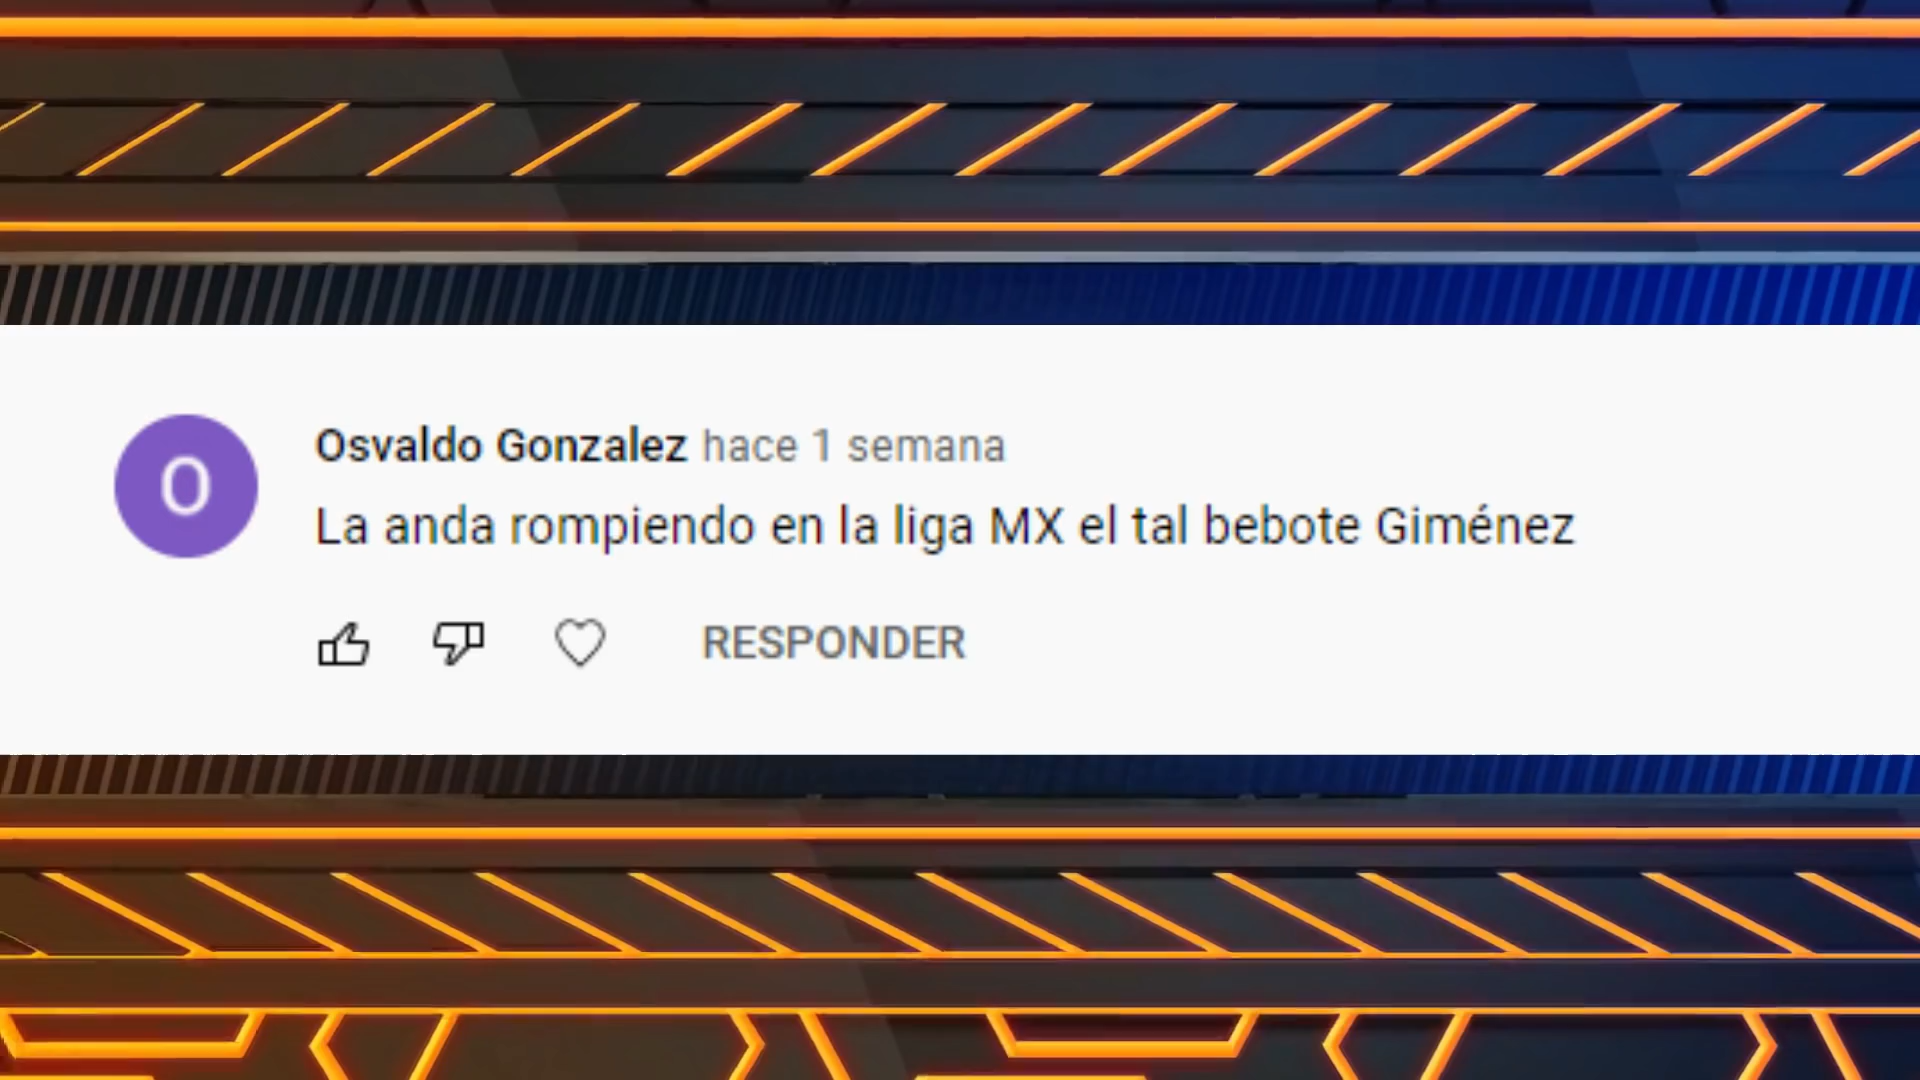 O
Osvaldo Gonzalez hace 1 semana
La anda rompiendo en la liga MX el tal bebote Giménez
RESPONDER